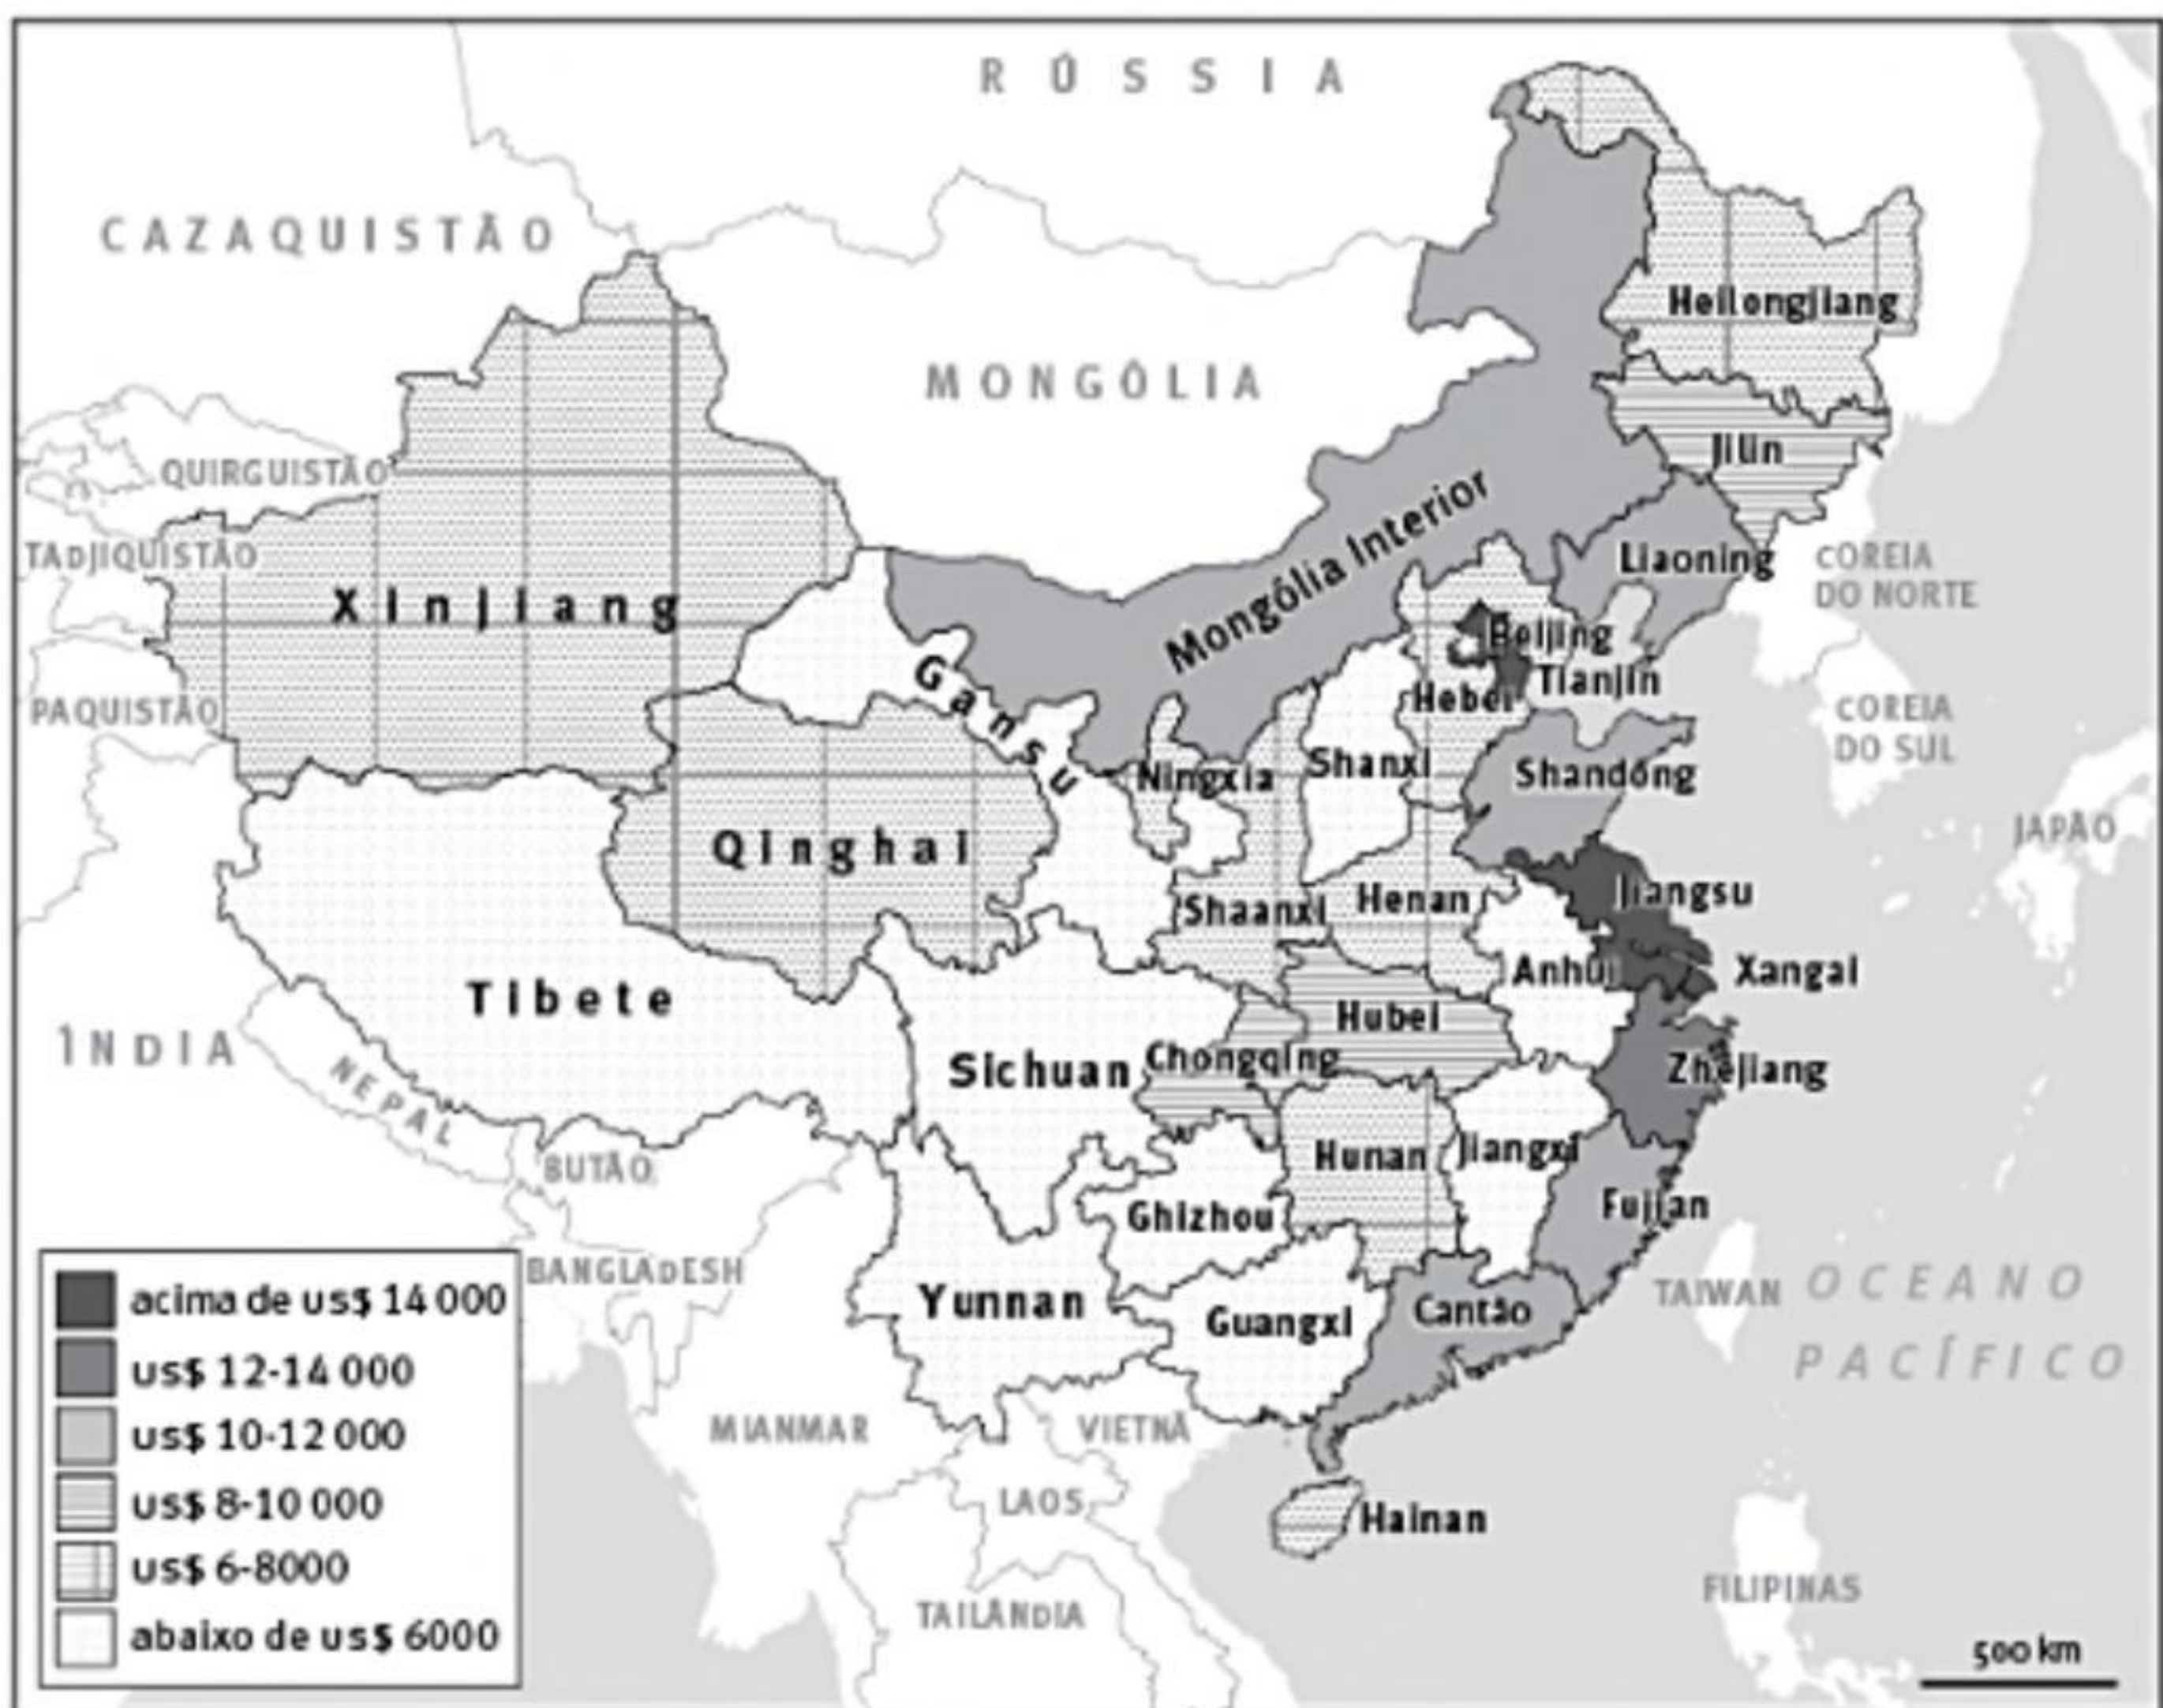 RÚSSIA
CAZAQUISTÃO
Heilongjiang
MONGÓLIA
Jilin
QUIRGUISTÃO
Mongólia Interior
TADJIQUISTÃO
Liaoning
COREIA
DO NORTE
Xinjiang
Beijing
Gansu
Tianjin
Hebei
PAQUISTÃO
COREIA
DO SUL
Ningxia
Shanxi
Shandong
JAPÃO
Qinghai
Jiangsu
Shaanxi
Henan
Tibete
Anhui
Xangai
Hubei
ÍNDIA
NEPAL
Sichuan
Chongqing
Zhejiang
BUTÃO
Hunan
Jiangxi
Ghizhou
Fujian
BANGLADESH
TAIWAN
OCEANO
PACÍFICO
Yunnan
Guangxi
Cantão
MIANMAR
VIETNÃ
LAOS
Hainan
TAILÂNDIA
FILIPINAS
acima de US$ 14 000
US$ 12-14 000
US$ 10-12 000
US$ 8-10 000
US$ 6-8000
abaixo de US$ 6000
500 km